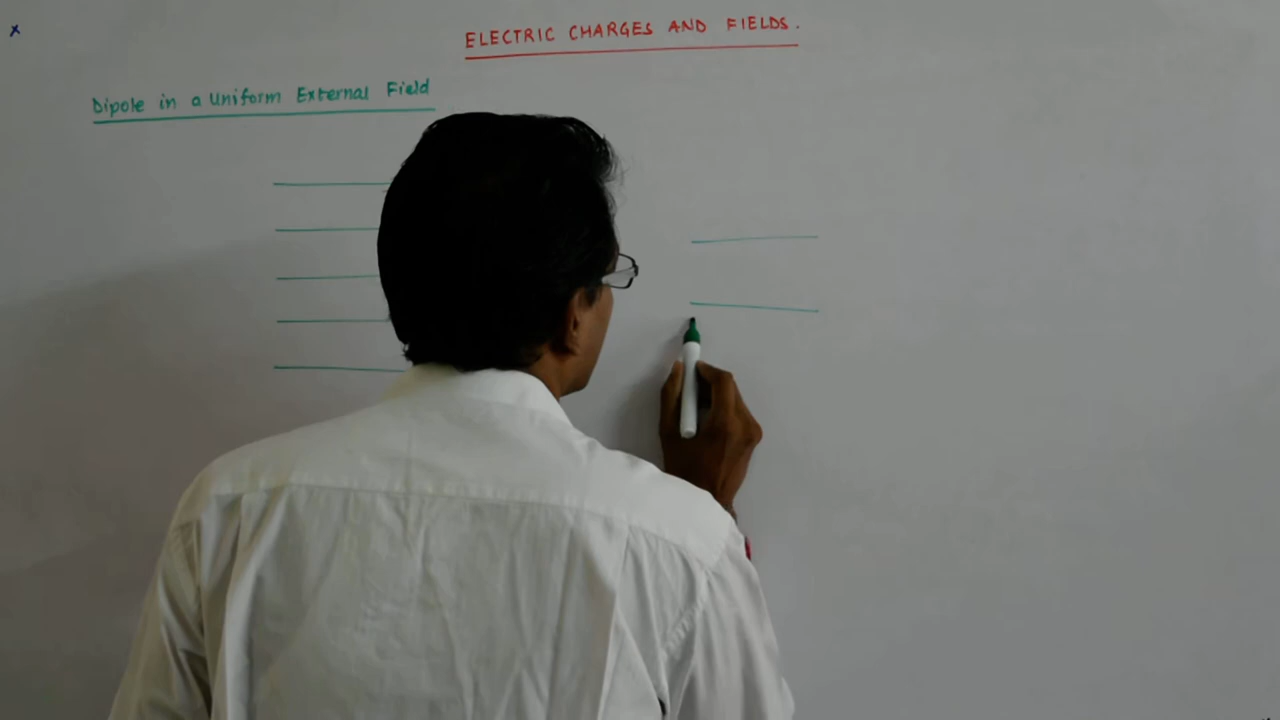 x
ELECTRIC CHARGES AND FIELDS.
Dipole in a Uniform External Field